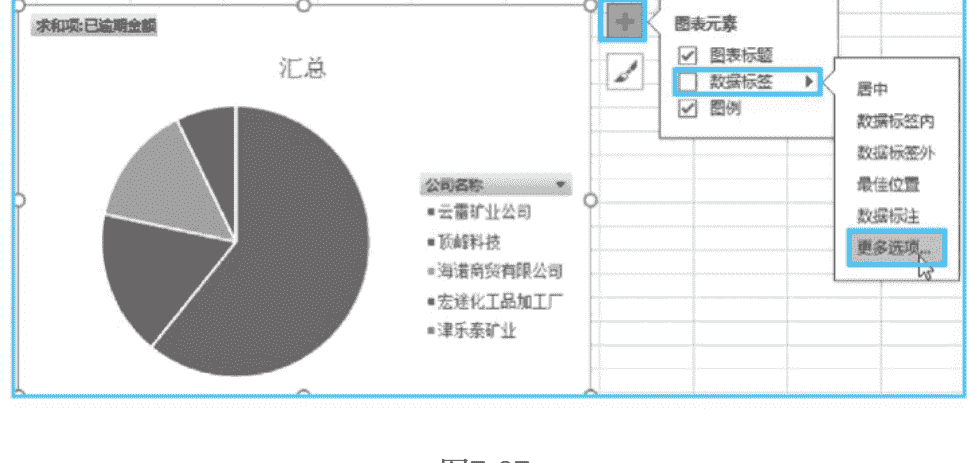 求和项:已逾期金额
汇总
公司名称
云雷矿业公司
顶峰科技
海诺商贸有限公司
宏途化工品加工厂
津乐泰矿业
图表元素
图表标题
数据标签
图例
居中
数据标签内
数据标签外
最佳位置
数据标注
更多选项...